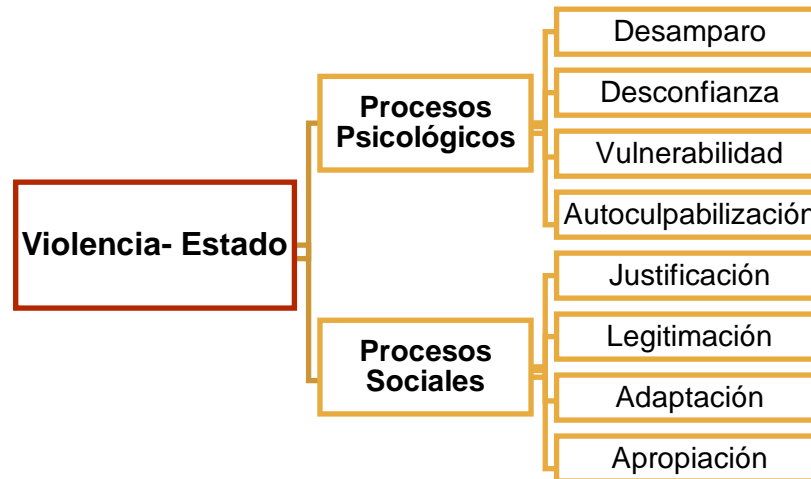 Violencia- Estado
Procesos
Psicológicos
Desamparo
Desconfianza
Vulnerabilidad
Autoculpabilización
Procesos
Sociales
Justificación
Legitimación
Adaptación
Apropiación